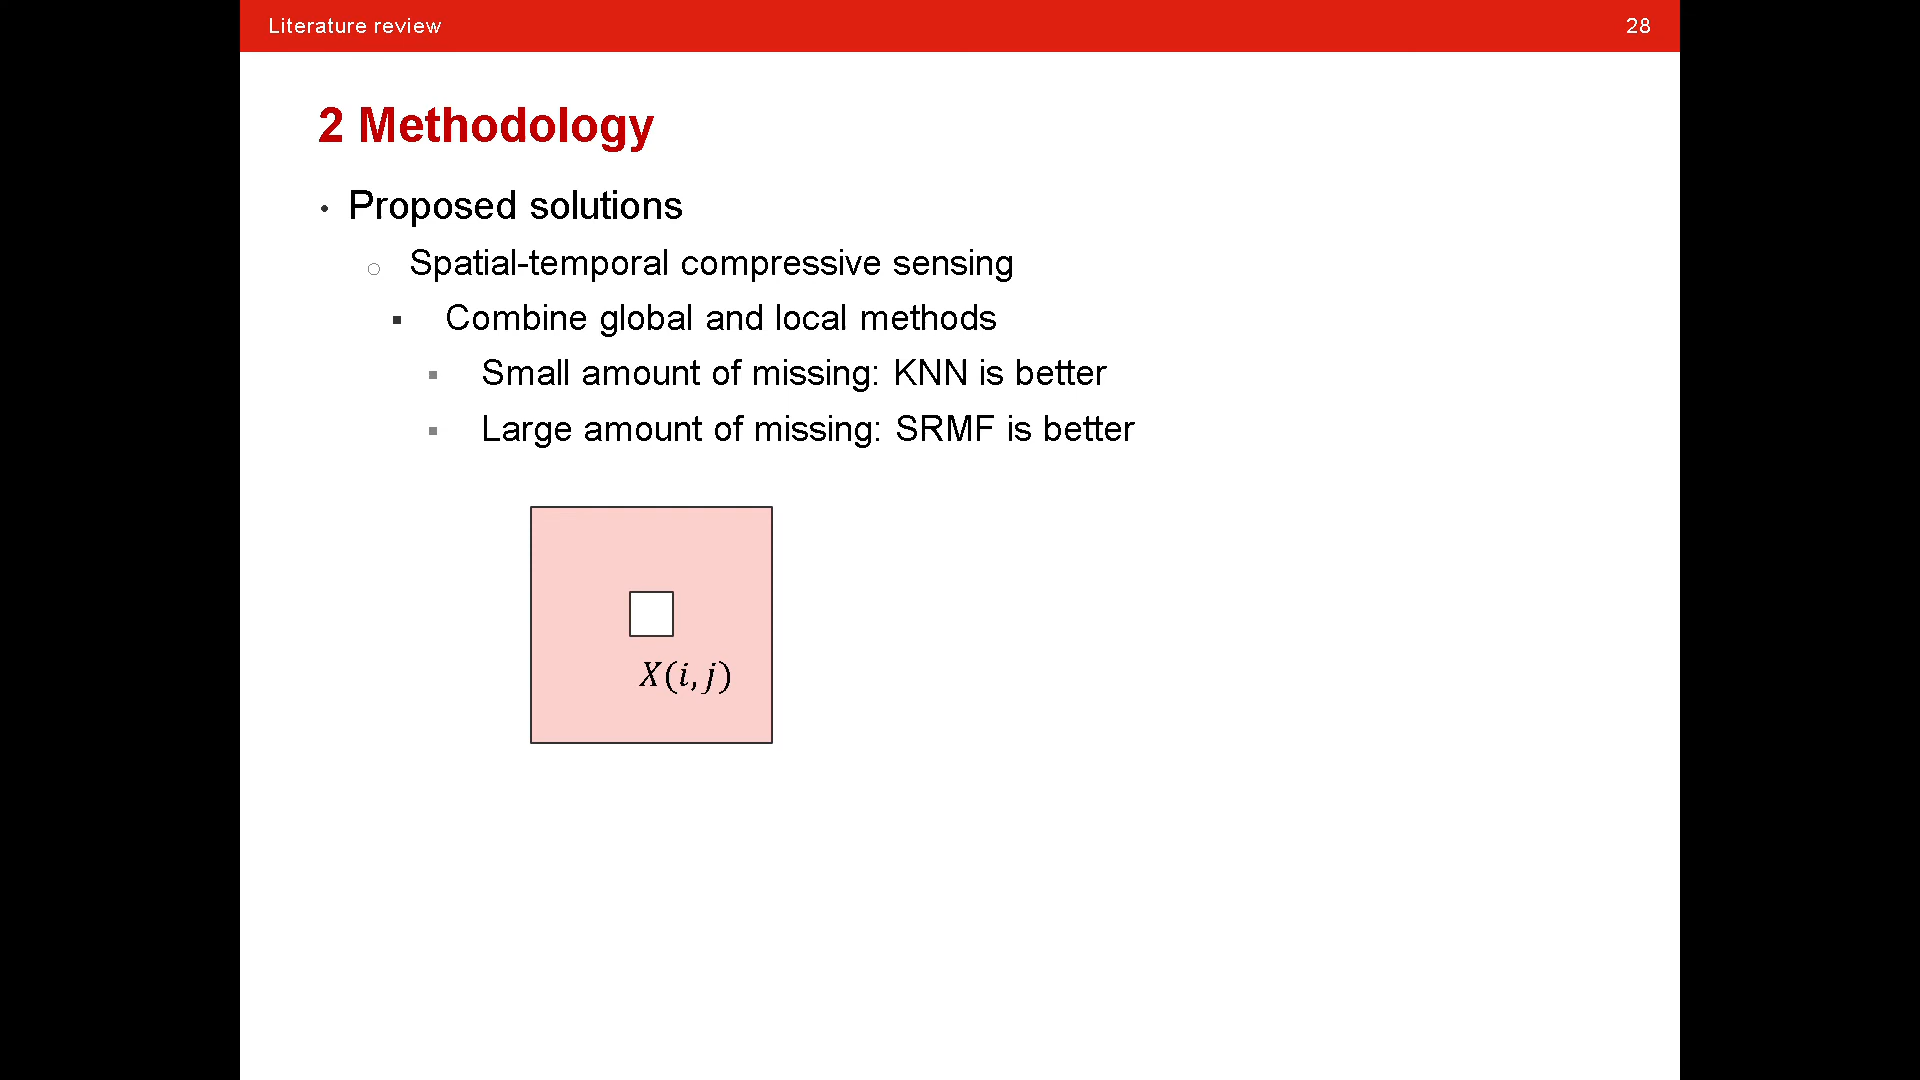 Literature review
28
2 Methodology
• Proposed solutions
○ Spatial-temporal compressive sensing
▪ Combine global and local methods
▪ Small amount of missing: KNN is better
▪ Large amount of missing: SRMF is better
X(i, j)